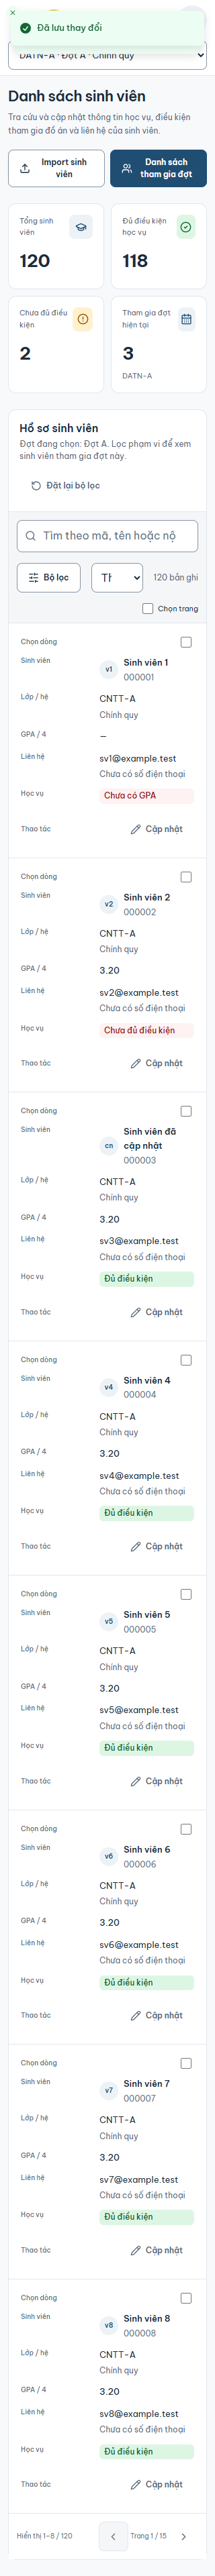 Đã lưu thay đổi
DATN-A · Đợt A · Chính quy
Danh sách sinh viên
Tra cứu và cập nhật thông tin học vụ, điều kiện
tham gia đồ án và liên hệ của sinh viên.
Import sinh
viên
Danh sách
tham gia đợt
Tổng sinh
viên
120
Đủ điều kiện
học vụ
118
Chưa đủ điều
kiện
2
Tham gia đợt
hiện tại
3
DATN-A
Hồ sơ sinh viên
Đợt đang chọn: Đợt A. Lọc phạm vi để xem
sinh viên tham gia đợt này.
Đặt lại bộ lọc
Tìm theo mã, tên hoặc nộ
Bộ lọc
120 bản ghi
Chọn trang
Chọn dòng
Sinh viên
v1
Sinh viên 1
000001
Lớp / hệ
CNTT-A
Chính quy
GPA / 4
—
Liên hệ
sv1@example.test
Chưa có số điện thoại
Học vụ
Chưa có GPA
Thao tác
Cập nhật
Chọn dòng
Sinh viên
v2
Sinh viên 2
000002
Lớp / hệ
CNTT-A
Chính quy
GPA / 4
3.20
Liên hệ
sv2@example.test
Chưa có số điện thoại
Học vụ
Chưa đủ điều kiện
Thao tác
Cập nhật
Chọn dòng
Sinh viên
cn
Sinh viên đã
cập nhật
000003
Lớp / hệ
CNTT-A
Chính quy
GPA / 4
3.20
Liên hệ
sv3@example.test
Chưa có số điện thoại
Học vụ
Đủ điều kiện
Thao tác
Cập nhật
Chọn dòng
Sinh viên
v4
Sinh viên 4
000004
Lớp / hệ
CNTT-A
Chính quy
GPA / 4
3.20
Liên hệ
sv4@example.test
Chưa có số điện thoại
Học vụ
Đủ điều kiện
Thao tác
Cập nhật
Chọn dòng
Sinh viên
v5
Sinh viên 5
000005
Lớp / hệ
CNTT-A
Chính quy
GPA / 4
3.20
Liên hệ
sv5@example.test
Chưa có số điện thoại
Học vụ
Đủ điều kiện
Thao tác
Cập nhật
Chọn dòng
Sinh viên
v6
Sinh viên 6
000006
Lớp / hệ
CNTT-A
Chính quy
GPA / 4
3.20
Liên hệ
sv6@example.test
Chưa có số điện thoại
Học vụ
Đủ điều kiện
Thao tác
Cập nhật
Chọn dòng
Sinh viên
v7
Sinh viên 7
000007
Lớp / hệ
CNTT-A
Chính quy
GPA / 4
3.20
Liên hệ
sv7@example.test
Chưa có số điện thoại
Học vụ
Đủ điều kiện
Thao tác
Cập nhật
Chọn dòng
Sinh viên
v8
Sinh viên 8
000008
Lớp / hệ
CNTT-A
Chính quy
GPA / 4
3.20
Liên hệ
sv8@example.test
Chưa có số điện thoại
Học vụ
Đủ điều kiện
Thao tác
Cập nhật
Hiển thị 1–8 / 120
Trang 1 / 15